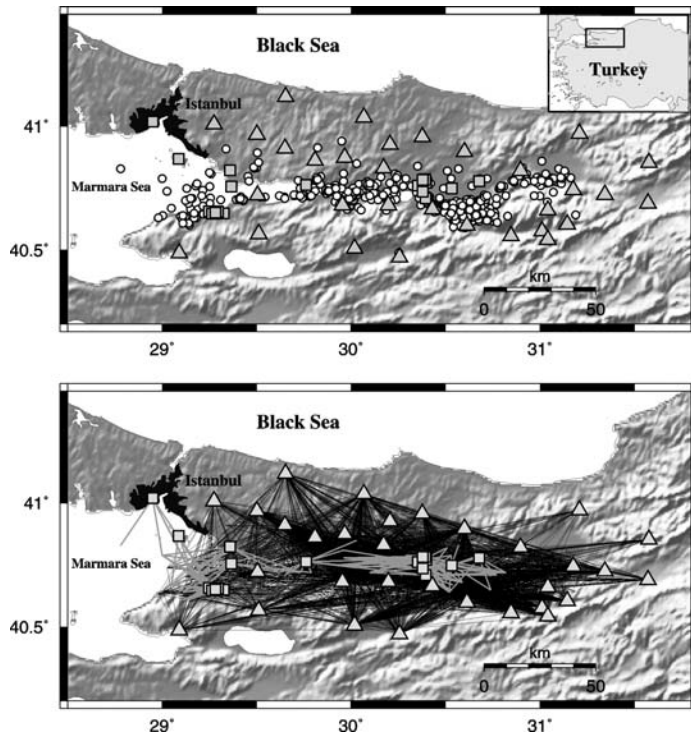 Black Sea
Turkey
41˚
Istanbul
Marmara Sea
40.5˚
km
0 50
29˚ 30˚ 31˚
Black Sea
41˚
Istanbul
Marmara Sea
40.5˚
km
0 50
29˚ 30˚ 31˚